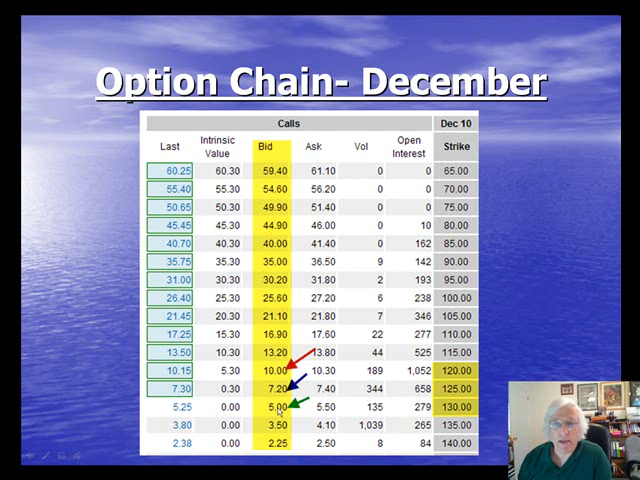 Option Chain- December
Calls Dec 10
Last Intrinsic Value Bid Ask Vol Open Interest Strike
60.25 60.30 59.40 61.10 0 0 65.00
55.40 55.30 54.60 56.20 0 0 70.00
50.65 50.30 49.90 51.40 0 0 75.00
45.45 45.30 44.90 46.00 0 10 80.00
40.70 40.30 40.00 41.40 0 162 85.00
35.75 35.30 35.00 36.50 9 142 90.00
31.00 30.30 30.20 31.80 2 193 95.00
26.40 25.30 25.60 27.20 6 238 100.00
21.45 20.30 21.10 21.80 7 346 105.00
17.25 15.30 16.90 17.60 22 277 110.00
13.50 10.30 13.20 13.80 44 525 115.00
10.15 5.30 10.00 10.30 189 1,052 120.00
7.30 0.30 7.20 7.40 344 658 125.00
5.25 0.00 5.00 5.50 135 279 130.00
3.80 0.00 3.50 4.10 1,039 265 135.00
2.38 0.00 2.25 2.50 8 84 140.00